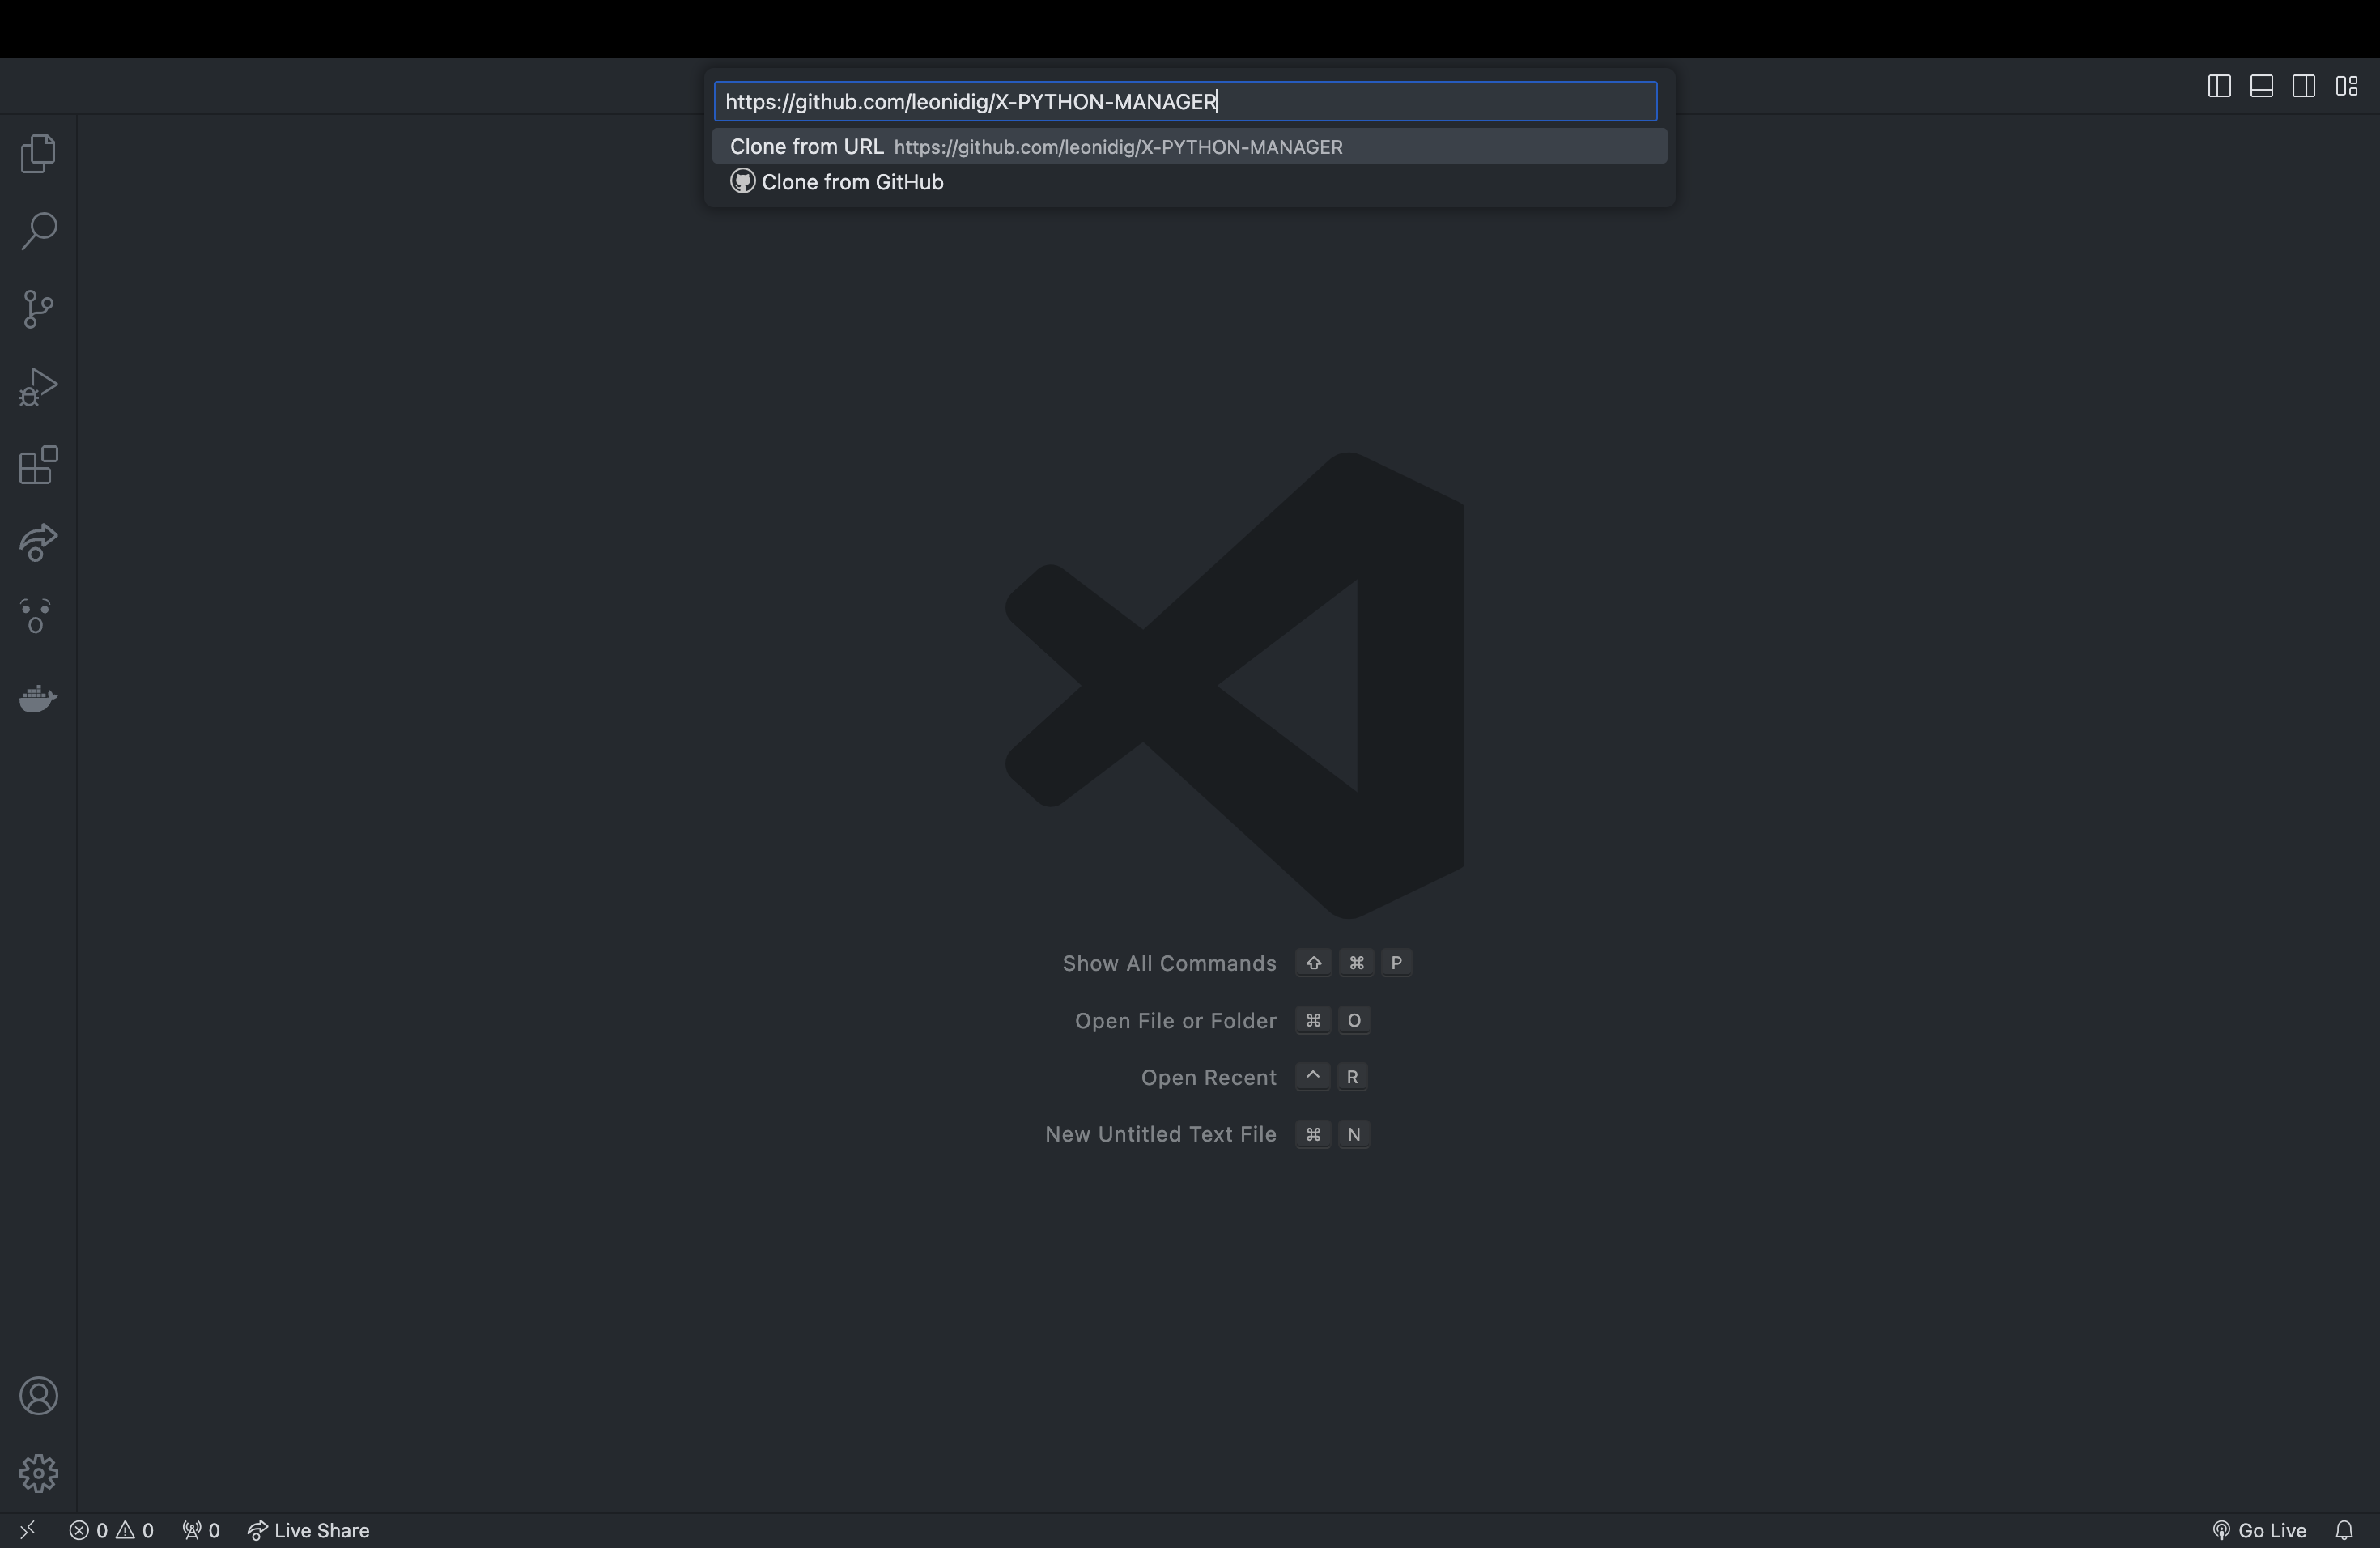 https://github.com/leonidig/X-PYTHON-MANAGER
Clone from URL https://github.com/leonidig/X-PYTHON-MANAGER
Clone from GitHub
Show All Commands ⇧ ⌘ P
Open File or Folder ⌘ O
Open Recent ^ R
New Untitled Text File ⌘ N
0 0 0 Live Share Go Live